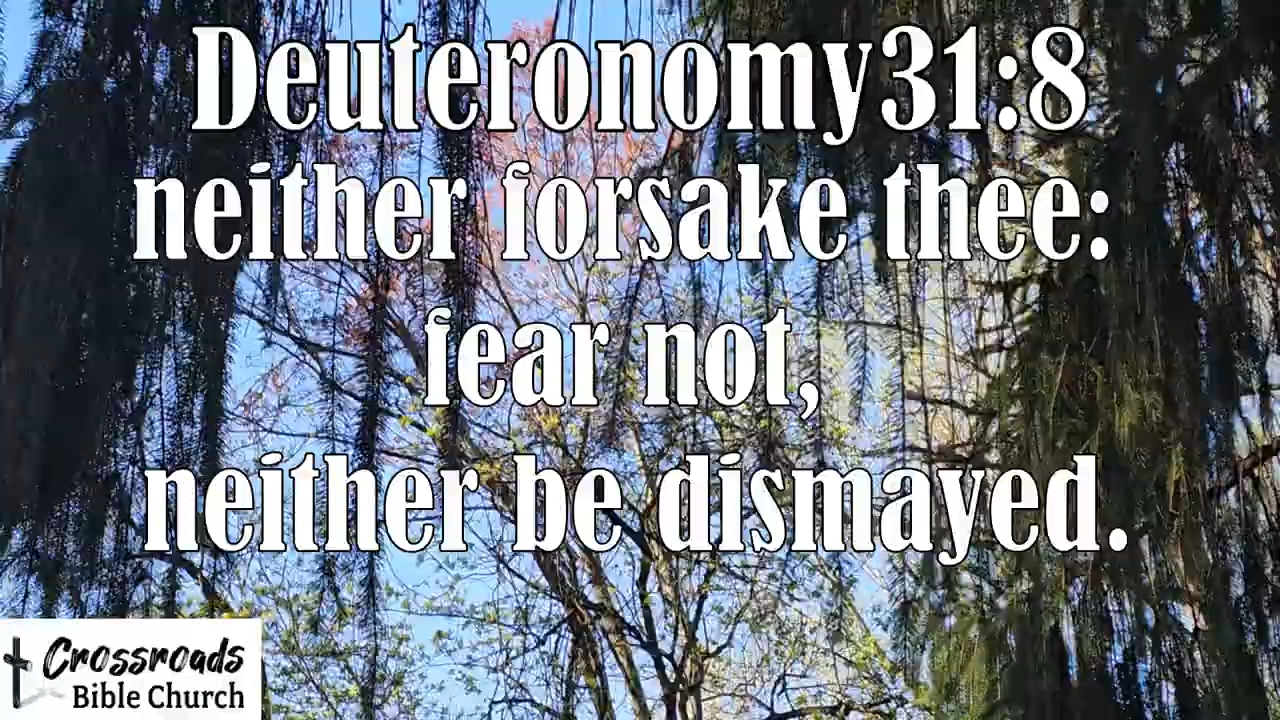 Deuteronomy31:8
neither forsake thee:
fear not,
neither be dismayed.
Crossroads
Bible Church